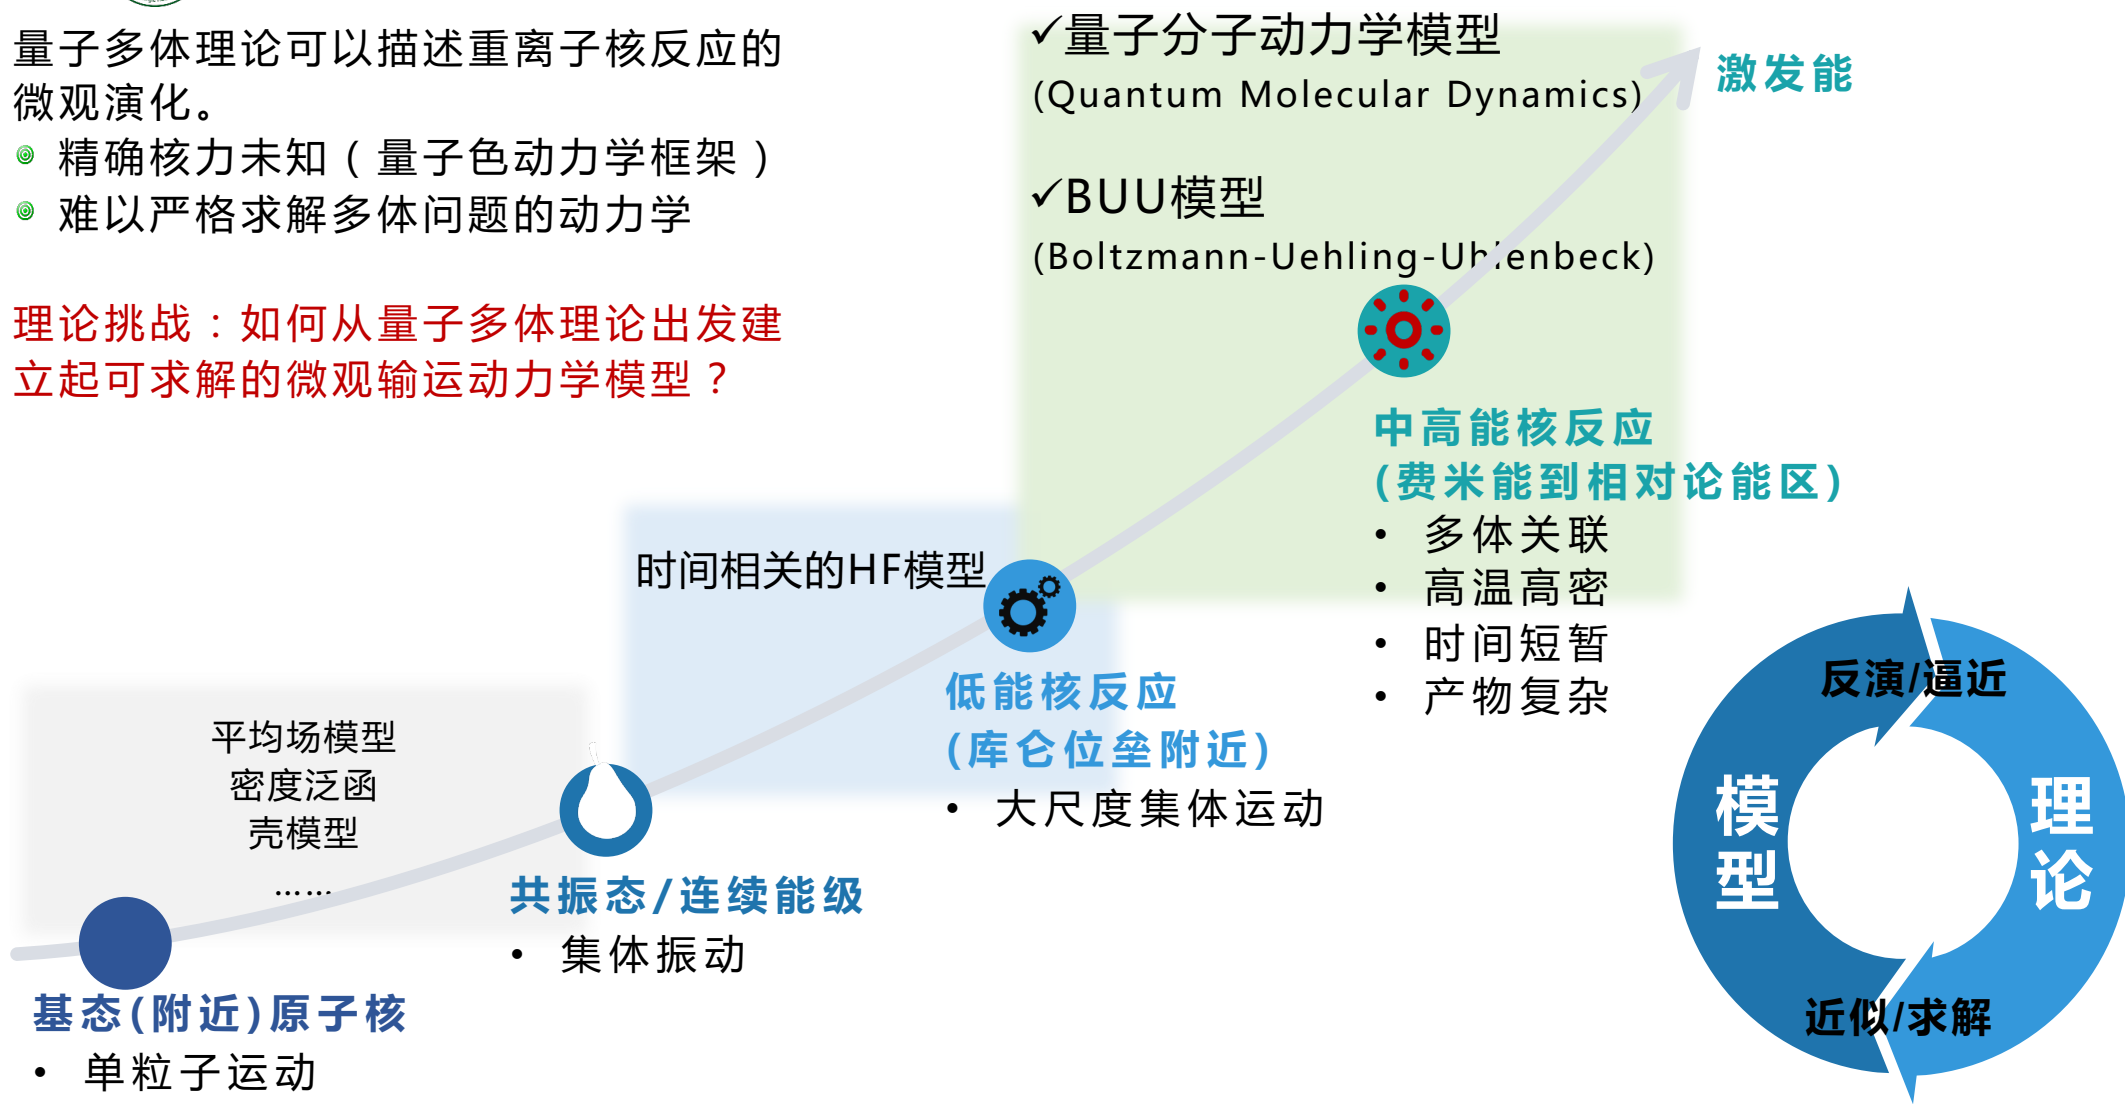 量子多体理论可以描述重离子核反应的
微观演化。
精确核力未知（量子色动力学框架）
难以严格求解多体问题的动力学
理论挑战：如何从量子多体理论出发建
立起可求解的微观输运动力学模型？
✓量子分子动力学模型
(Quantum Molecular Dynamics)
✓BUU模型
(Boltzmann-Uehling-Uhlenbeck)
激发能
中高能核反应
(费米能到相对论能区)
• 多体关联
• 高温高密
• 时间短暂
• 产物复杂
时间相关的HF模型
低能核反应
(库仑位垒附近)
• 大尺度集体运动
平均场模型
密度泛函
壳模型
……
共振态/连续能级
• 集体振动
基态(附近)原子核
• 单粒子运动
反演/逼近
模型
理论
近似/求解